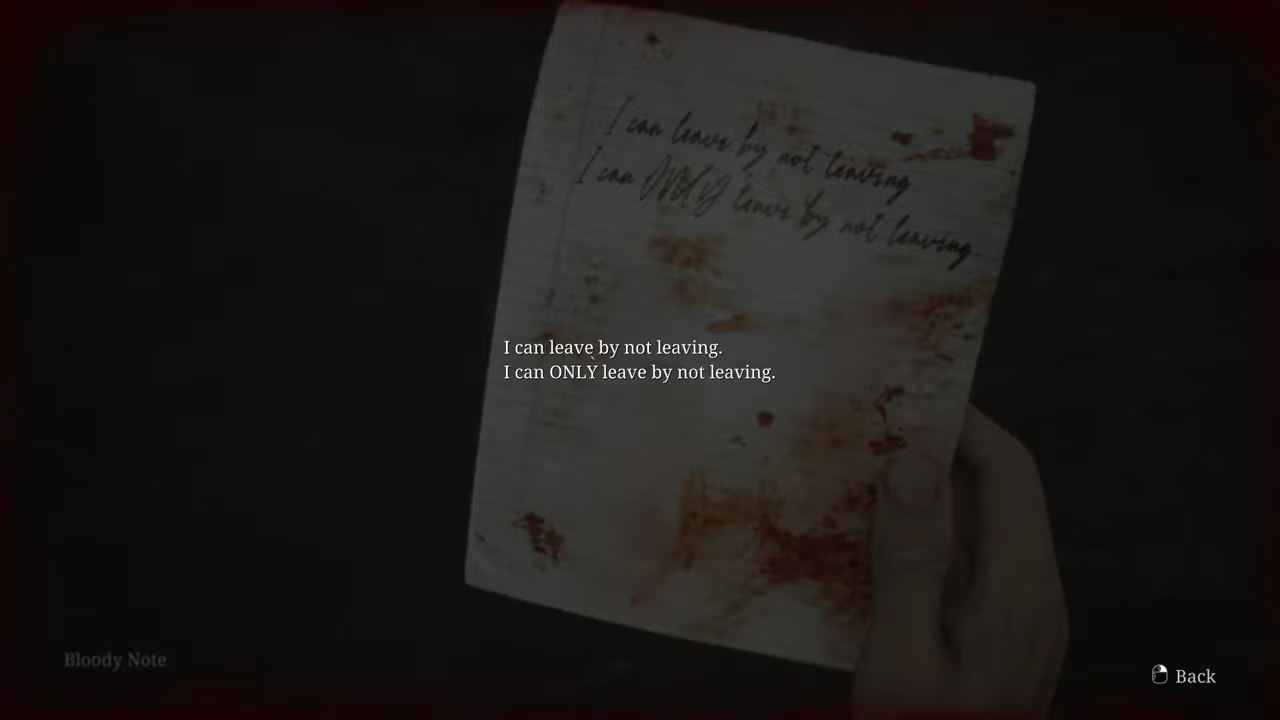 I can leave by not leaving
I can ONLY leave by not leaving
I can leave by not leaving.
I can ONLY leave by not leaving.
Bloody Note
Back